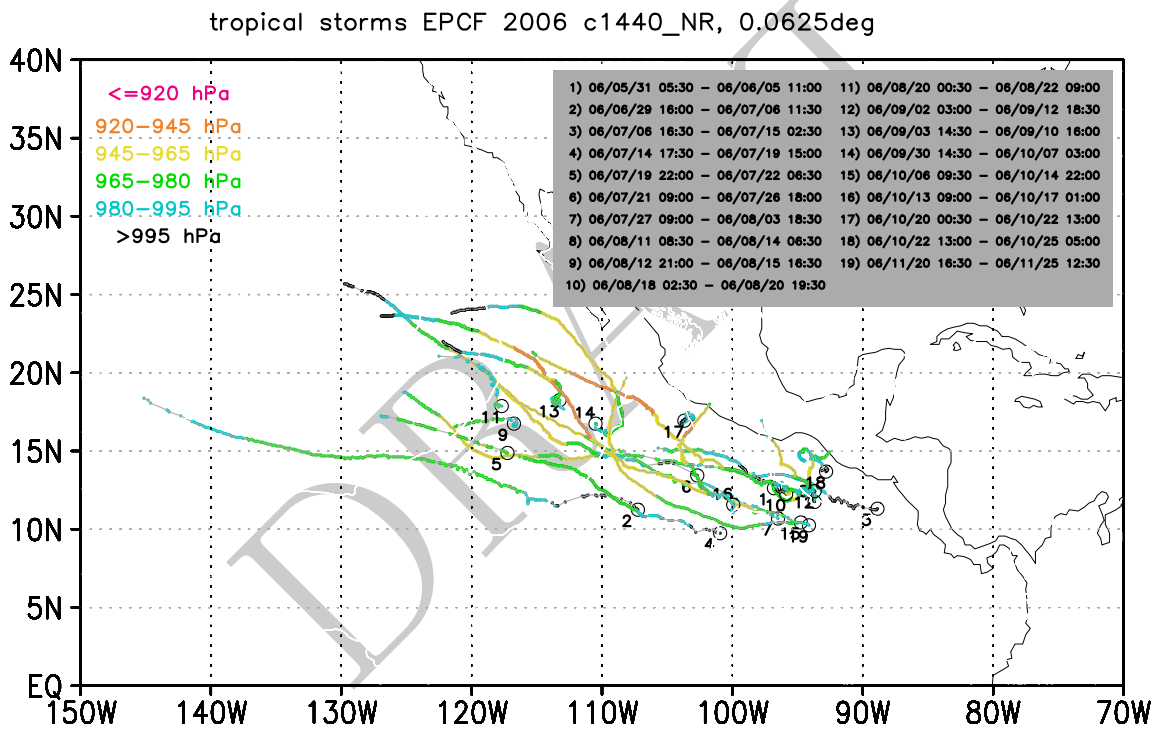 tropical storms EPCF 2006 c1440_NR, 0.0625deg
40N
35N
30N
25N
20N
15N
10N
5N
EQ
<=920 hPa
920-945 hPa
945-965 hPa
965-980 hPa
980-995 hPa
>995 hPa
1) 06/05/31 05:30 - 06/06/05 11:00 11) 06/08/20 00:30 - 06/08/22 09:00
2) 06/06/29 16:00 - 06/07/06 11:30 12) 06/09/02 03:00 - 06/09/12 18:30
3) 06/07/06 16:30 - 06/07/15 02:30 13) 06/09/03 14:30 - 06/09/10 16:00
4) 06/07/14 17:30 - 06/07/19 15:00 14) 06/09/30 14:30 - 06/10/07 03:00
5) 06/07/19 22:00 - 06/07/22 06:30 15) 06/10/06 09:30 - 06/10/14 22:00
6) 06/07/21 09:00 - 06/07/26 18:00 16) 06/10/13 09:00 - 06/10/17 01:00
7) 06/07/27 09:00 - 06/08/03 18:30 17) 06/10/20 00:30 - 06/10/22 13:00
8) 06/08/11 08:30 - 06/08/14 06:30 18) 06/10/22 13:00 - 06/10/25 05:00
9) 06/08/12 21:00 - 06/08/15 16:30 19) 06/11/20 16:30 - 06/11/25 12:30
10) 06/08/18 02:30 - 06/08/20 19:30
DRAFT
11
13
14
9
5
2
4
7
10
18
19
150W 140W 130W 120W 110W 100W 90W 80W 70W